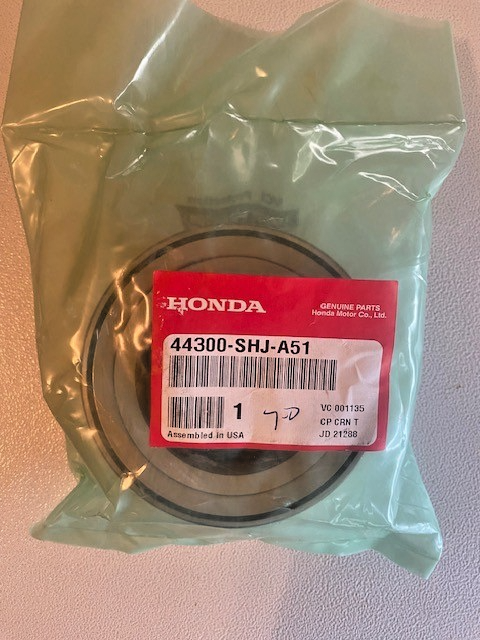 HONDA
GENUINE PARTS
Honda Motor Co., Ltd.
44300-SHJ-A51
1
VC 001135
CP CRN T
Assembled in USA
JD 21288